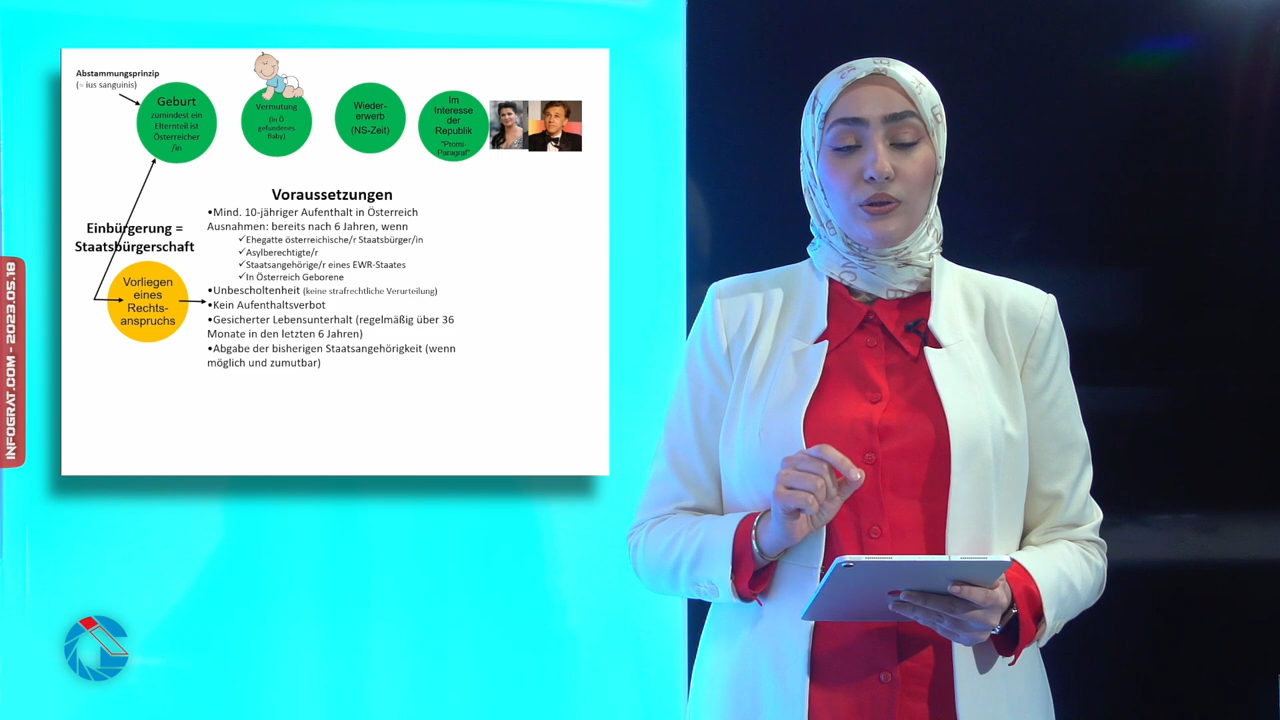 Abstammungsprinzip
(= ius sanguinis)
Geburt
zumindest ein
Elternteil ist
Österreicher
/in
Vermutung
(in Ö
gefundenes
Baby)
Wieder-
erwerb
(NS-Zeit)
Im
Interesse
der
Republik
"Promi-
Paragraf"
Einbürgerung =
Staatsbürgerschaft
Vorliegen
eines
Rechts-
anspruchs
Voraussetzungen
•Mind. 10-jähriger Aufenthalt in Österreich
Ausnahmen: bereits nach 6 Jahren, wenn
✓Ehegatte österreichische/r Staatsbürger/in
✓Asylberechtigte/r
✓Staatsangehörige/r eines EWR-Staates
✓In Österreich Geborene
•Unbescholtenheit (keine strafrechtliche Verurteilung)
•Kein Aufenthaltsverbot
•Gesicherter Lebensunterhalt (regelmäßig über 36
Monate in den letzten 6 Jahren)
•Abgabe der bisherigen Staatsangehörigkeit (wenn
möglich und zumutbar)
INFOGRAT.COM - 2023.05.18